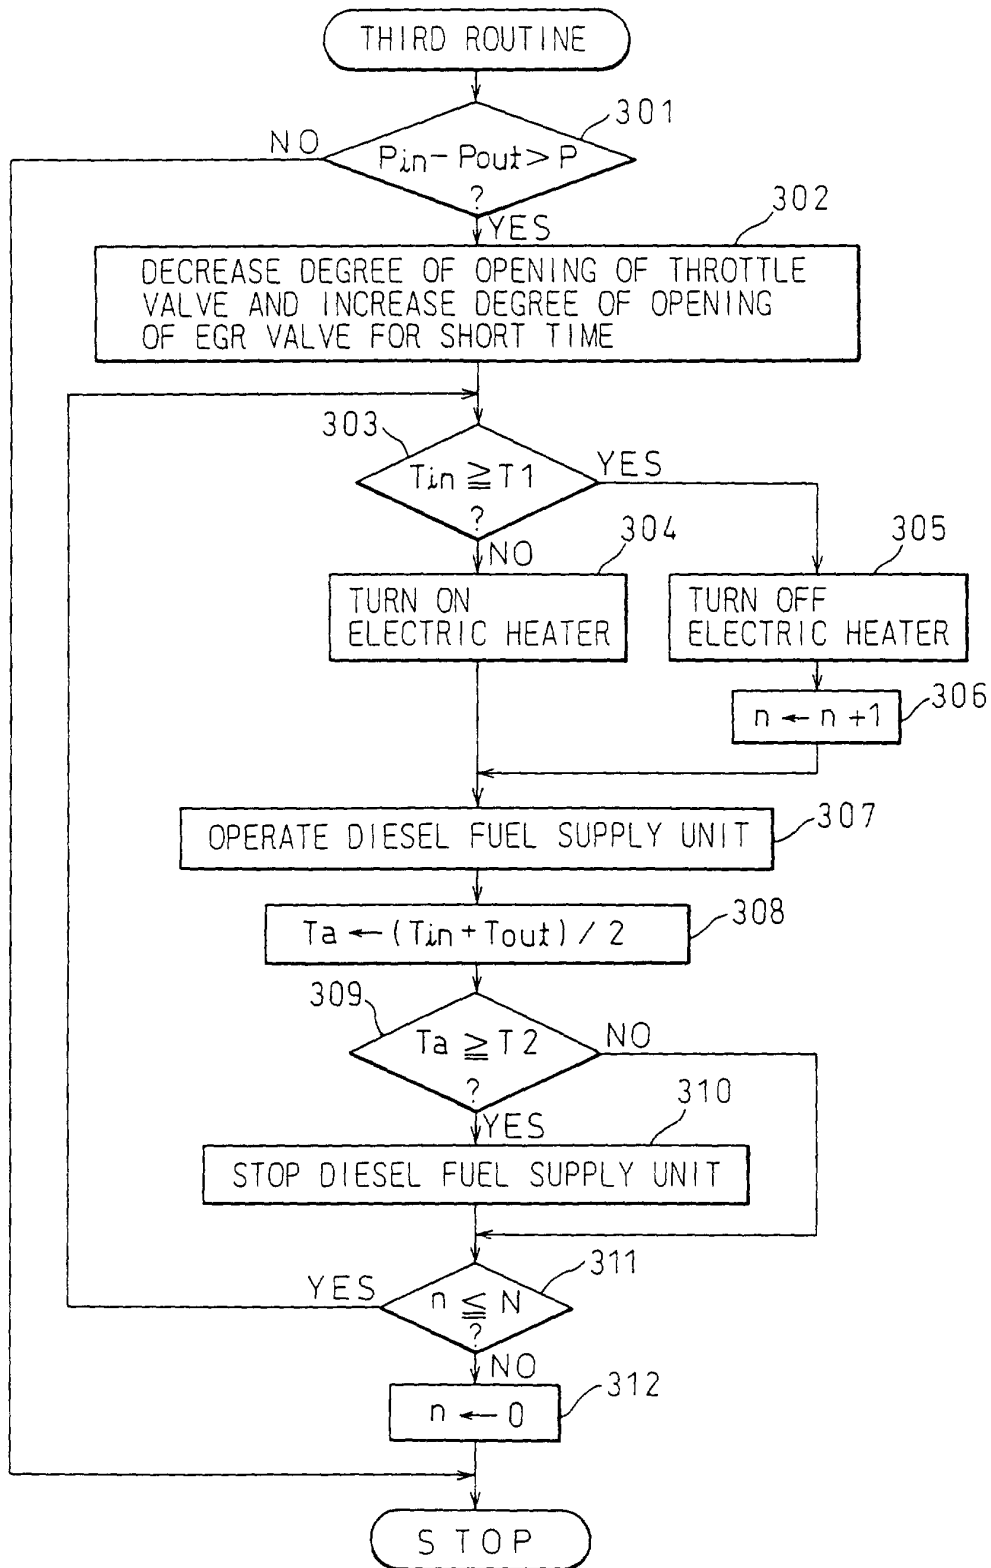 THIRD ROUTINE
301
NO
Pin-Pout>P
?
YES
302
DECREASE DEGREE OF OPENING OF THROTTLE
VALVE AND INCREASE DEGREE OF OPENING
OF EGR VALVE FOR SHORT TIME
303
Tin ≧ T1
?
YES
NO
304
305
TURN ON
ELECTRIC HEATER
TURN OFF
ELECTRIC HEATER
306
n ← n +1
OPERATE DIESEL FUEL SUPPLY UNIT
307
Ta ← (Tin + Tout) / 2
308
309
Ta ≧ T2
?
NO
YES
310
STOP DIESEL FUEL SUPPLY UNIT
311
YES
n ≦ N
?
NO
312
n ← 0
STOP